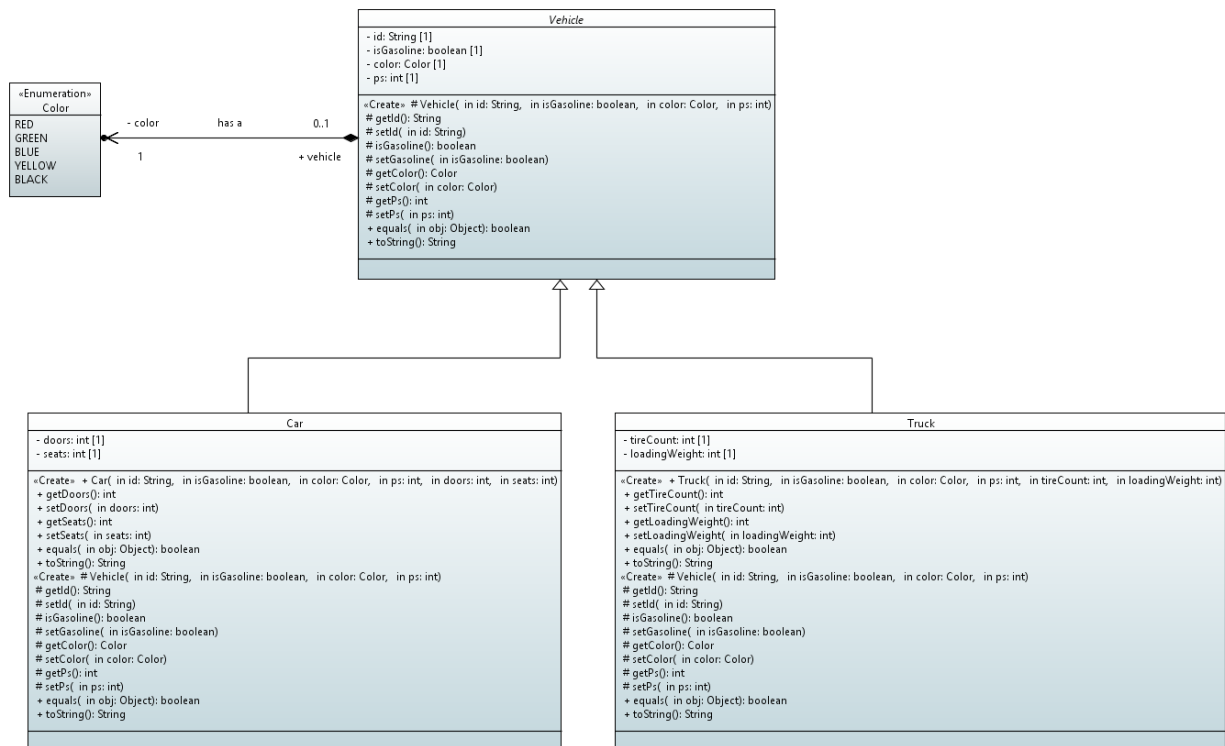 Vehicle
- id: String [1]
- isGasoline: boolean [1]
- color: Color [1]
- ps: int [1]
«Create» # Vehicle( in id: String, in isGasoline: boolean, in color: Color, in ps: int)
# getId(): String
# setId( in id: String)
# isGasoline(): boolean
# setGasoline( in isGasoline: boolean)
# getColor(): Color
# setColor( in color: Color)
# getPs(): int
# setPs( in ps: int)
+ equals( in obj: Object): boolean
+ toString(): String
«Enumeration»
Color
RED
GREEN
BLUE
YELLOW
BLACK
- color has a 0..1
1 + vehicle
Car
- doors: int [1]
- seats: int [1]
«Create» + Car( in id: String, in isGasoline: boolean, in color: Color, in ps: int, in doors: int, in seats: int)
+ getDoors(): int
+ setDoors( in doors: int)
+ getSeats(): int
+ setSeats( in seats: int)
+ equals( in obj: Object): boolean
+ toString(): String
«Create» # Vehicle( in id: String, in isGasoline: boolean, in color: Color, in ps: int)
# getId(): String
# setId( in id: String)
# isGasoline(): boolean
# setGasoline( in isGasoline: boolean)
# getColor(): Color
# setColor( in color: Color)
# getPs(): int
# setPs( in ps: int)
+ equals( in obj: Object): boolean
+ toString(): String
Truck
- tireCount: int [1]
- loadingWeight: int [1]
«Create» + Truck( in id: String, in isGasoline: boolean, in color: Color, in ps: int, in tireCount: int, in loadingWeight: int)
+ getTireCount(): int
+ setTireCount( in tireCount: int)
+ getLoadingWeight(): int
+ setLoadingWeight( in loadingWeight: int)
+ equals( in obj: Object): boolean
+ toString(): String
«Create» # Vehicle( in id: String, in isGasoline: boolean, in color: Color, in ps: int)
# getId(): String
# setId( in id: String)
# isGasoline(): boolean
# setGasoline( in isGasoline: boolean)
# getColor(): Color
# setColor( in color: Color)
# getPs(): int
# setPs( in ps: int)
+ equals( in obj: Object): boolean
+ toString(): String